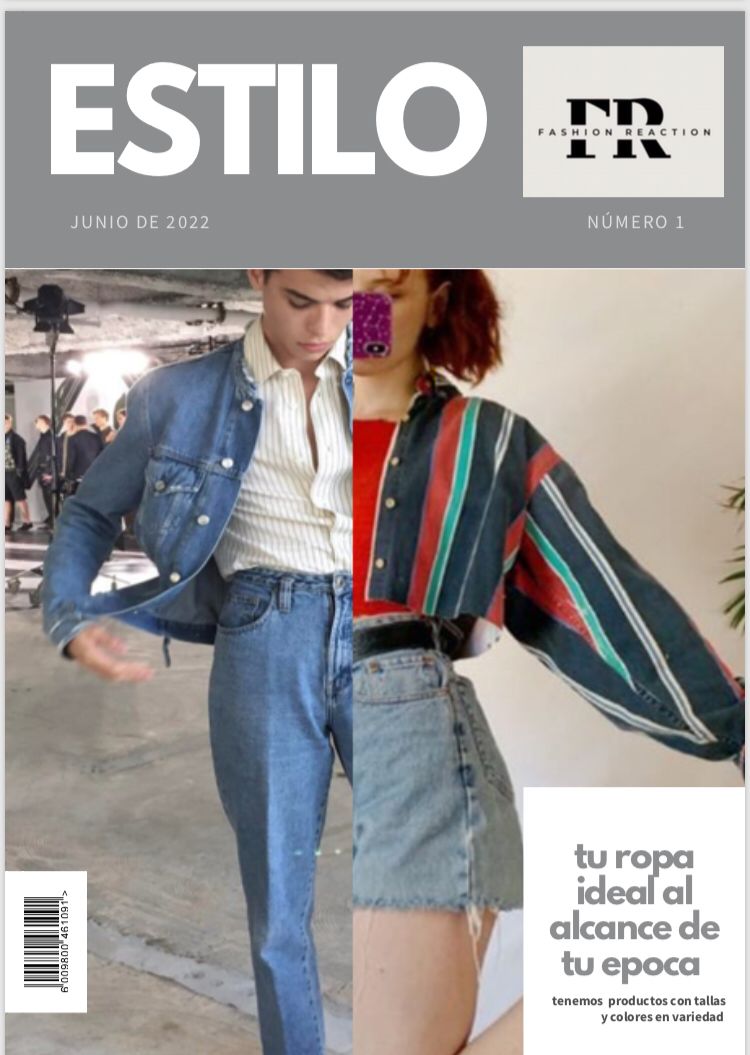 ESTILO
FR
FASHION REACTION
JUNIO DE 2022
NÚMERO 1
tu ropa
ideal al
alcance de
tu epoca
tenemos productos con tallas
y colores en variedad
6 009800 461091 >